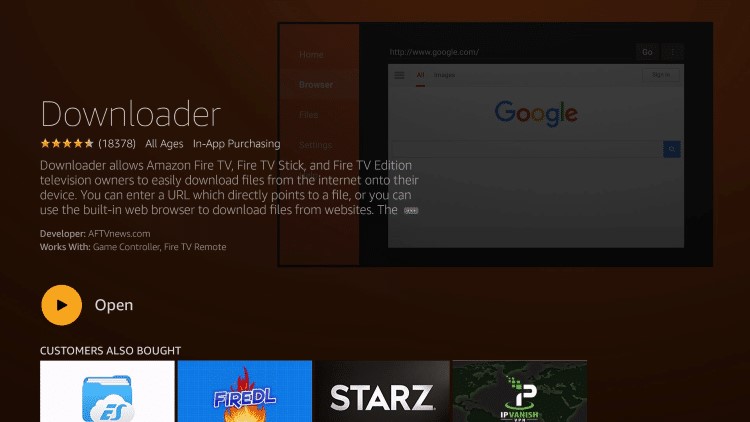 Home
http://www.google.com/
Go
Browser
All
Images
Sign in
Files
Google
Downloader
Settings
(18378) All Ages In-App Purchasing
Downloader allows Amazon Fire TV, Fire TV Stick, and Fire TV Edition
television owners to easily download files from the internet onto their
device. You can enter a URL which directly points to a file, or you can
use the built-in web browser to download files from websites. The
Developer: AFTVnews.com
Works With: Game Controller, Fire TV Remote
Open
CUSTOMERS ALSO BOUGHT
ES
FIREDL
STARZ
IPVANISH
VPN